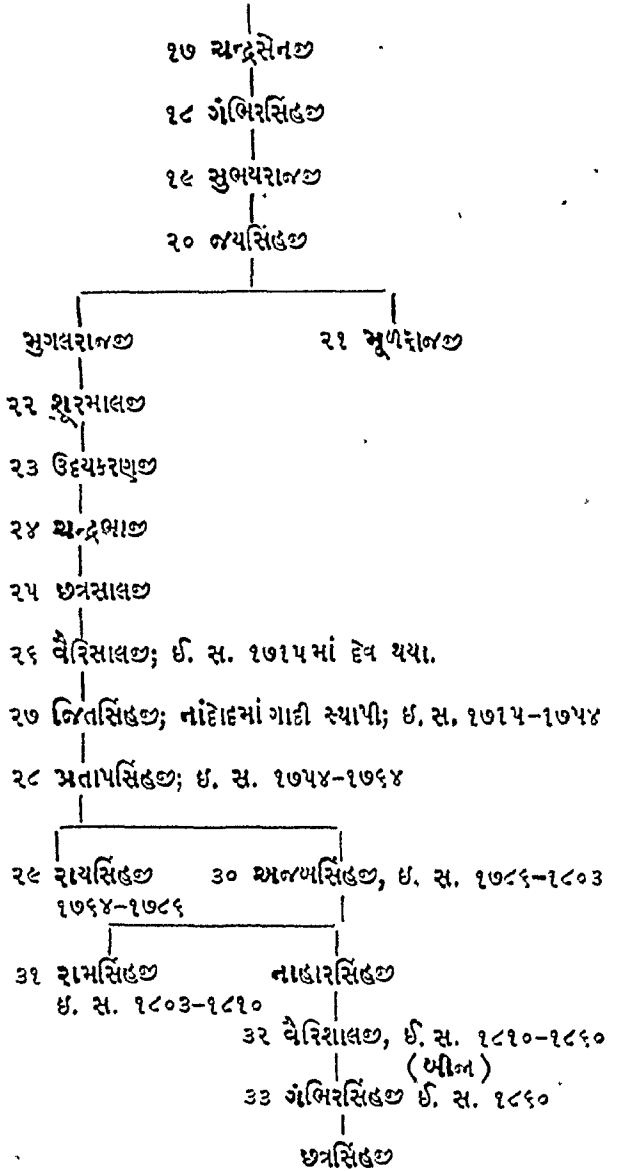 ૧૭ ચન્દ્રસેનજી
૧૮ ગંભિરસિંહજી
૧૯ સુભયરાજજી
૨૦ જયસિંહજી
મુગલરાજજી ૨૧ મૂળદાજજી
૨૨ શૂરમાલજી
૨૩ ઉદયકરણજી
૨૪ ચન્દ્રભાજી
૨૫ છત્રસાલજી
૨૬ વૈરિસાલજી; ઈ. સ. ૧૭૧૫માં દેવ થયા.
૨૭ જિતસિંહજી; નાંદોદમાં ગાદી સ્થાપી; ઇ. સ. ૧૭૧૫-૧૭૫૪
૨૮ પ્રતાપસિંહજી; ઇ. સ. ૧૭૫૪-૧૭૬૪
૨૯ રાયસિંહજી ૩૦ અજબસિંહજી, ઇ. સ. ૧૭૮૬-૧૮૦૩
૧૭૬૪-૧૭૮૬
૩૧ રામસિંહજી નાહારસિંહજી
ઇ. સ. ૧૮૦૩-૧૮૧૦
૩૨ વૈરિશાલજી, ઈ. સ. ૧૮૧૦-૧૮૬૦
(બીજા)
૩૩ ગંભિરસિંહજી ઈ. સ. ૧૮૬૦
છત્રસિંહજી